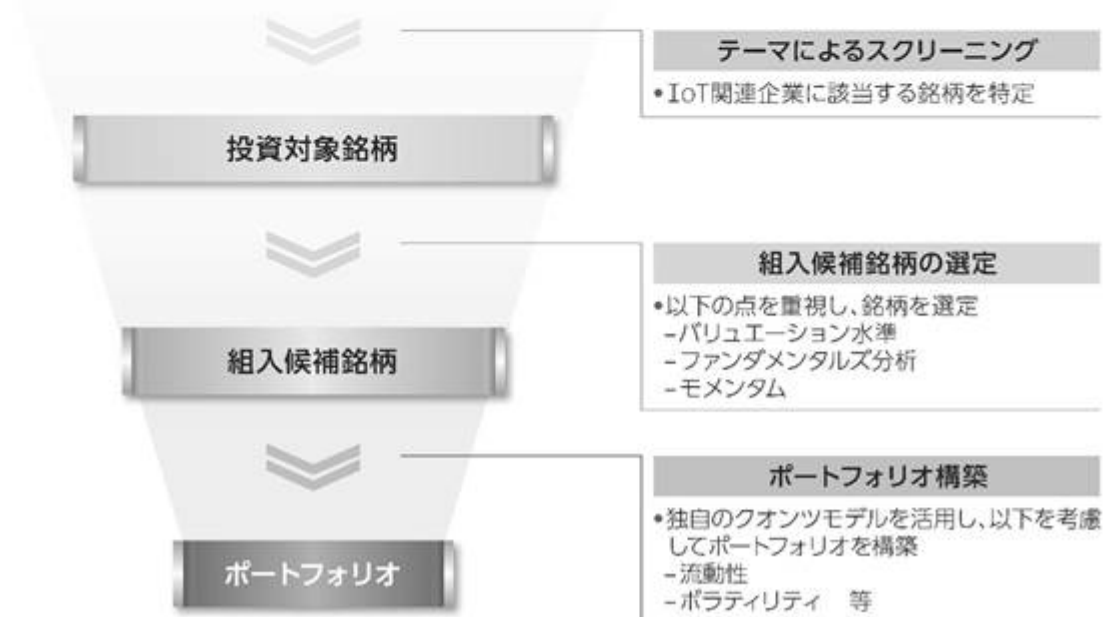 テーマによるスクリーニング
•IoT関連企業に該当する銘柄を特定
投資対象銘柄
組入候補銘柄の選定
•以下の点を重視し、銘柄を選定
–バリュエーション水準
–ファンダメンタルズ分析
–モメンタム
組入候補銘柄
ポートフォリオ構築
•独自のクオンツモデルを活用し、以下を考慮
してポートフォリオを構築
–流動性
–ボラティリティ　等
ポートフォリオ